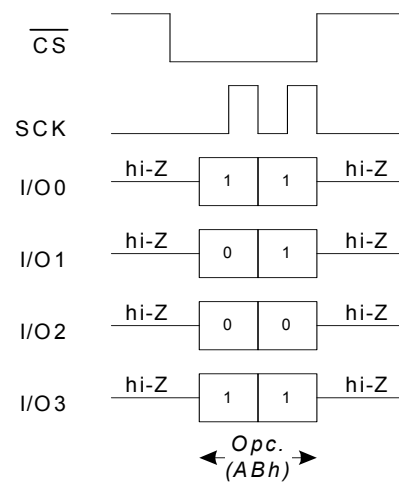 CS
SCK
hi-Z 1 1 hi-Z
I/O0
hi-Z 0 1 hi-Z
I/O1
hi-Z 0 0 hi-Z
I/O2
hi-Z 1 1 hi-Z
I/O3
Opc.
(ABh)